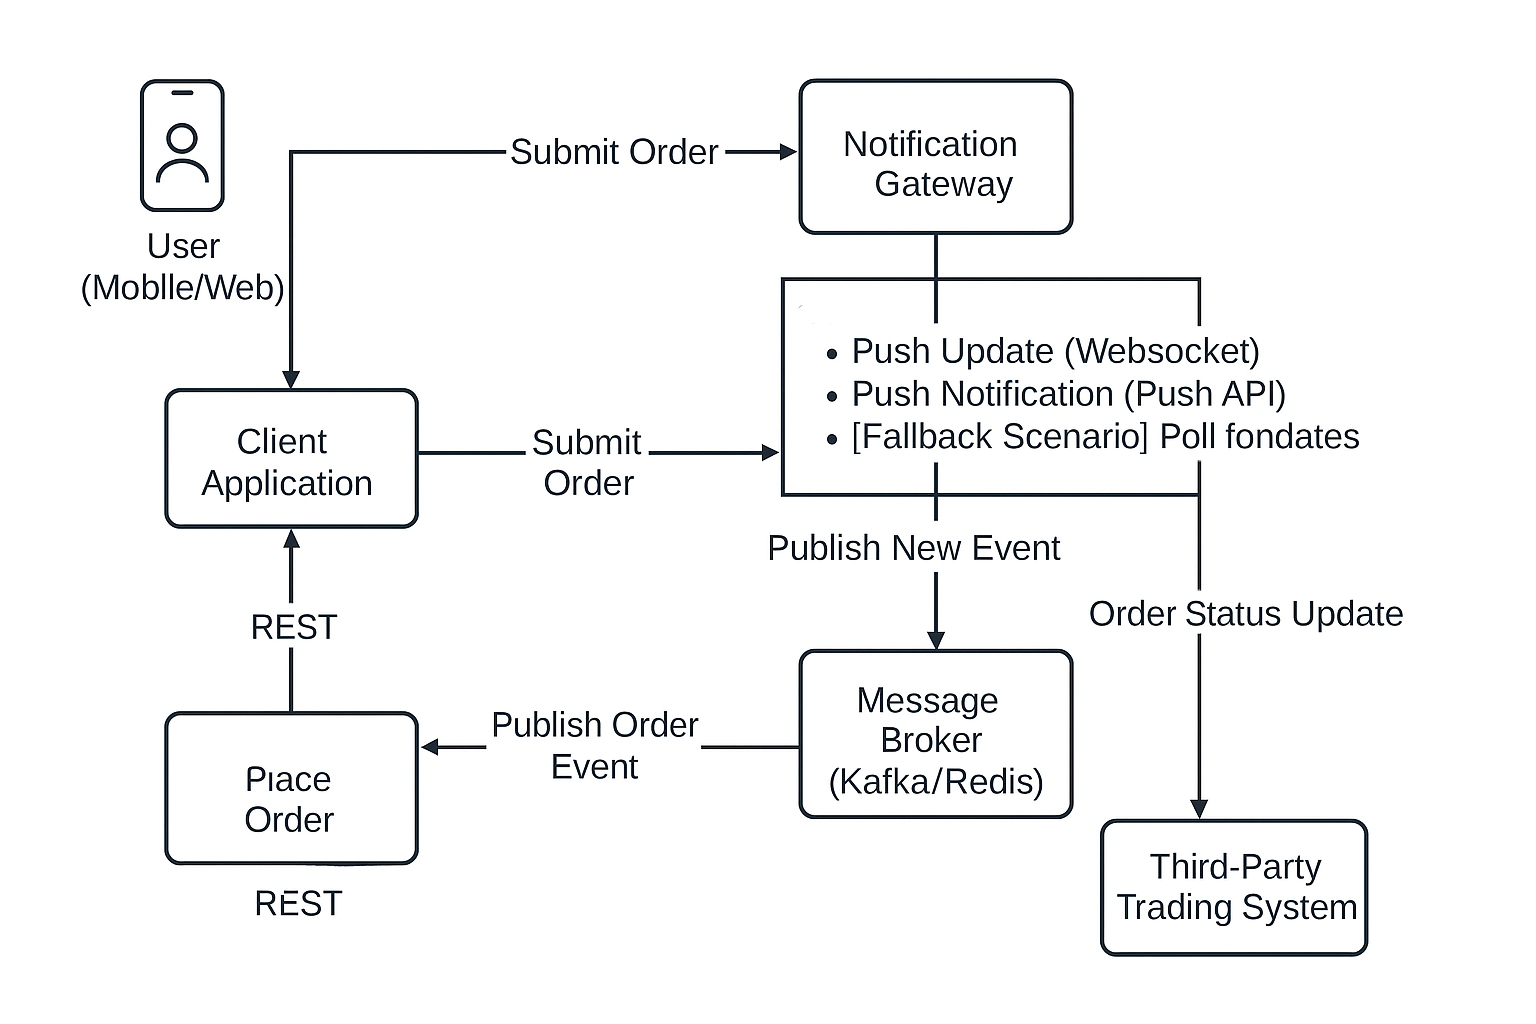 Submit Order
Notification
Gateway
User
(Moblle/Web)
• Push Update (Websocket)
• Push Notification (Push API)
• [Fallback Scenario] Poll fondates
Client
Application
Submit
Order
Publish New Event
REST
Order Status Update
Message
Broker
(Kafka/Redis)
Publish Order
Event
Pıace
Order
Third-Party
Trading System
REST